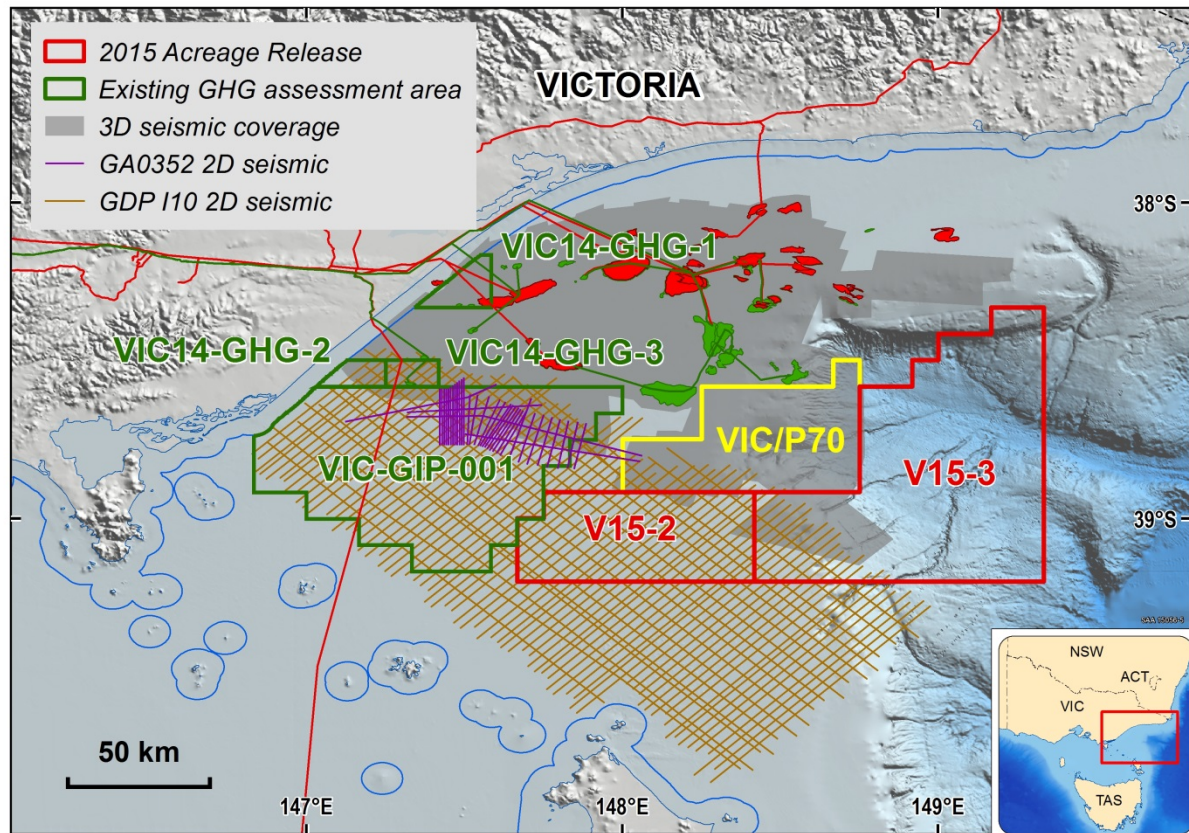 2015 Acreage Release
Existing GHG assessment area
3D seismic coverage
GA0352 2D seismic
GDP I10 2D seismic
VICTORIA
38°S
VIC14-GHG-1
VIC14-GHG-2
VIC14-GHG-3
VIC/P70
VIC-GIP-001
V15-3
39°S
V15-2
50 km
147°E
148°E
149°E
NSW
ACT
VIC
TAS